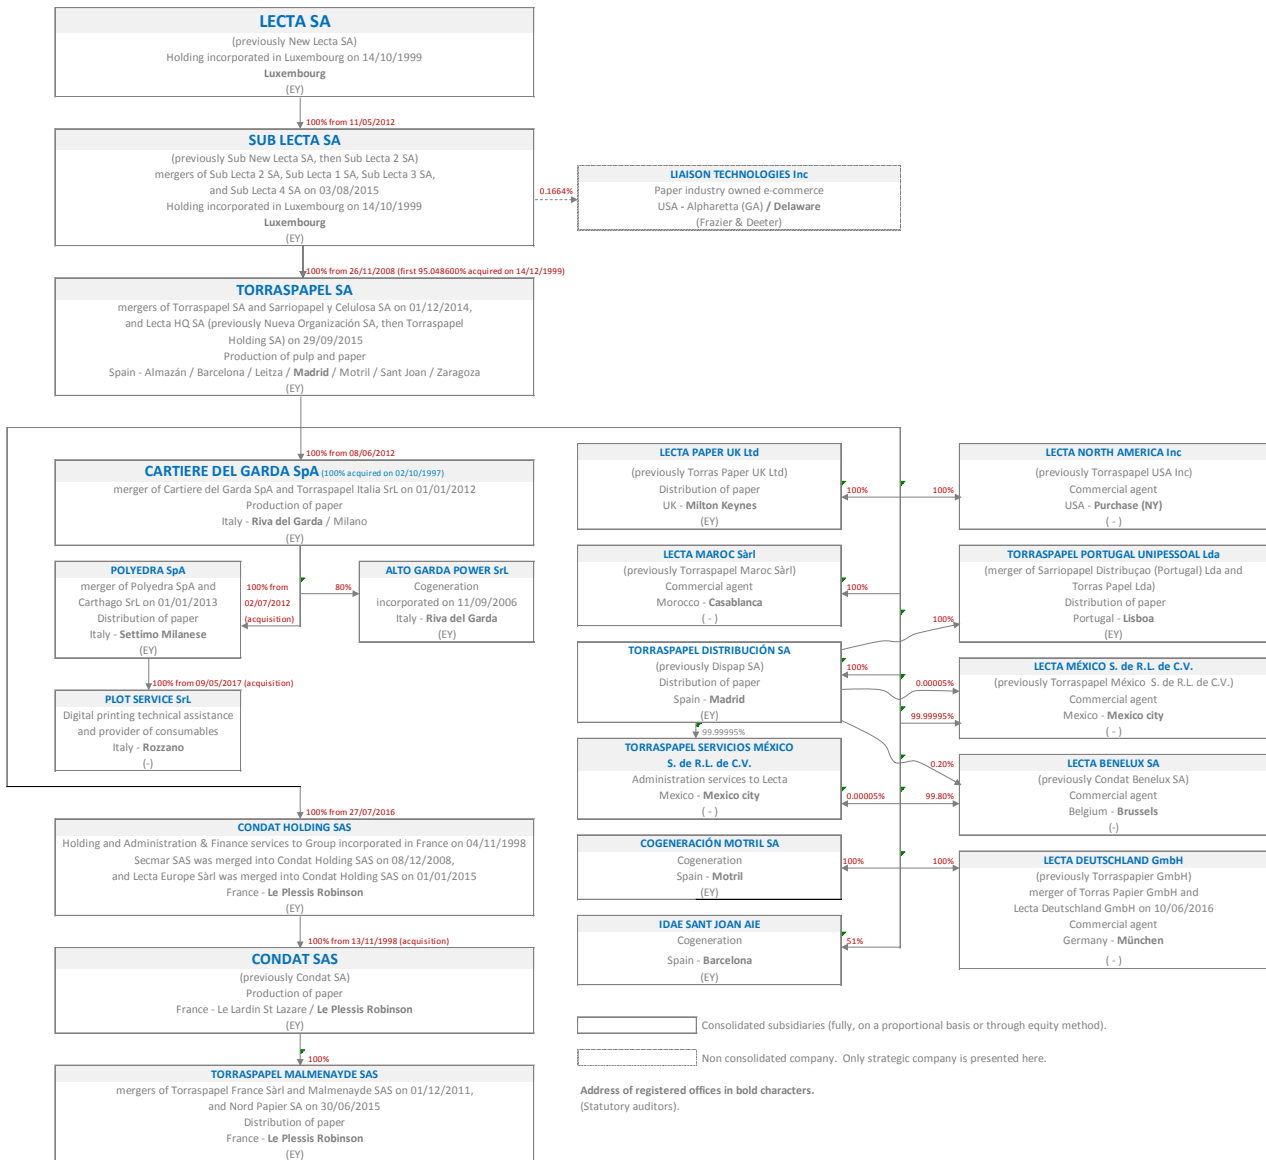 LECTA SA
(previously New Lecta SA)
Holding incorporated in Luxembourg on 14/10/1999
Luxembourg
(EY)
100% from 11/05/2012
SUB LECTA SA
(previously Sub New Lecta SA, then Sub Lecta 2 SA)
mergers of Sub Lecta 2 SA, Sub Lecta 1 SA, Sub Lecta 3 SA,
and Sub Lecta 4 SA on 03/08/2015
Holding incorporated in Luxembourg on 14/10/1999
Luxembourg
(EY)
0.1664%
LIAISON TECHNOLOGIES Inc
Paper industry owned e-commerce
USA - Alpharetta (GA) / Delaware
(Frazier & Deeter)
100% from 26/11/2008 (first 95.048600% acquired on 14/12/1999)
TORRASPAPEL SA
mergers of Torraspapel SA and Sarriopapel y Celulosa SA on 01/12/2014,
and Lecta HQ SA (previously Nueva Organización SA, then Torraspapel
Holding SA) on 29/09/2015
Production of pulp and paper
Spain - Almazán / Barcelona / Leitza / Madrid / Motril / Sant Joan / Zaragoza
(EY)
100% from 08/06/2012
CARTIERE DEL GARDA SpA (100% acquired on 02/10/1997)
merger of Cartiere del Garda SpA and Torraspapel Italia SrL on 01/01/2012
Production of paper
Italy - Riva del Garda / Milano
(EY)
POLYEDRA SpA
merger of Polyedra SpA and
Carthago SrL on 01/01/2013
Distribution of paper
Italy - Settimo Milanese
(EY)
100% from
02/07/2012
(acquisition)
80%
ALTO GARDA POWER SrL
Cogeneration
incorporated on 11/09/2006
Italy - Riva del Garda
(EY)
100% from 09/05/2017 (acquisition)
PLOT SERVICE SrL
Digital printing technical assistance
and provider of consumables
Italy - Rozzano
(-)
100% from 27/07/2016
CONDAT HOLDING SAS
Holding and Administration & Finance services to Group incorporated in France on 04/11/1998
Secmar SAS was merged into Condat Holding SAS on 08/12/2008,
and Lecta Europe Sàrl was merged into Condat Holding SAS on 01/01/2015
France - Le Plessis Robinson
(EY)
100% from 13/11/1998 (acquisition)
CONDAT SAS
(previously Condat SA)
Production of paper
France - Le Lardin St Lazare / Le Plessis Robinson
(EY)
100%
TORRASPAPEL MALMENAYDE SAS
mergers of Torraspapel France Sàrl and Malmenayde SAS on 01/12/2011,
and Nord Papier SA on 30/06/2015
Distribution of paper
France - Le Plessis Robinson
(EY)
LECTA PAPER UK Ltd
(previously Torras Paper UK Ltd)
Distribution of paper
UK - Milton Keynes
(EY)
100%
100%
LECTA NORTH AMERICA Inc
(previously Torraspapel USA Inc)
Commercial agent
USA - Purchase (NY)
( - )
LECTA MAROC Sàrl
(previously Torraspapel Maroc Sàrl)
Commercial agent
Morocco - Casablanca
( - )
100%
100%
TORRASPAPEL PORTUGAL UNIPESSOAL Lda
(merger of Sarriopapel Distribuçao (Portugal) Lda and
Torras Papel Lda)
Distribution of paper
Portugal - Lisboa
(EY)
TORRASPAPEL DISTRIBUCIÓN SA
(previously Dispap SA)
Distribution of paper
Spain - Madrid
(EY)
100%
0.00005%
99.99995%
LECTA MÉXICO S. de R.L. de C.V.
(previously Torraspapel México  S. de R.L. de C.V.)
Commercial agent
Mexico - Mexico city
( - )
99.99995%
TORRASPAPEL SERVICIOS MÉXICO
S. de R.L. de C.V.
Administration services to Lecta
Mexico - Mexico city
( - )
0.00005%
0.20%
99.80%
LECTA BENELUX SA
(previously Condat Benelux SA)
Commercial agent
Belgium - Brussels
(-)
COGENERACIÓN MOTRIL SA
Cogeneration
Spain - Motril
(EY)
100%
100%
LECTA DEUTSCHLAND GmbH
(previously Torraspapier GmbH)
merger of Torras Papier GmbH and
Lecta Deutschland GmbH on 10/06/2016
Commercial agent
Germany - München
( - )
IDAE SANT JOAN AIE
Cogeneration
Spain - Barcelona
(EY)
51%
Consolidated subsidiaries (fully, on a proportional basis or through equity method).
Non consolidated company.  Only strategic company is presented here.
Address of registered offices in bold characters.
(Statutory auditors).